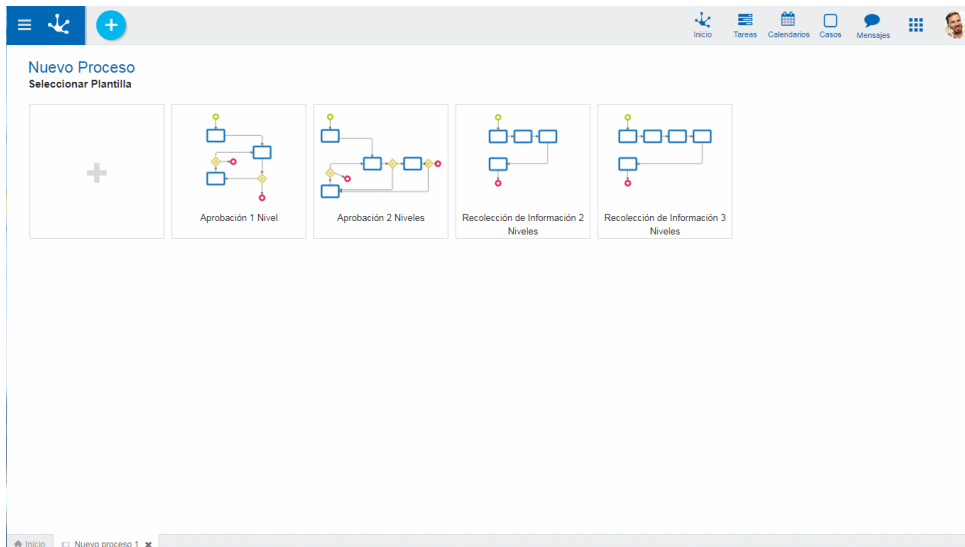 Inicio
Tareas
Calendarios
Casos
Mensajes
Nuevo Proceso
Seleccionar Plantilla
Aprobación 1 Nivel
Aprobación 2 Niveles
Recolección de Información 2
Niveles
Recolección de Información 3
Niveles
Inicio
Nuevo proceso 1